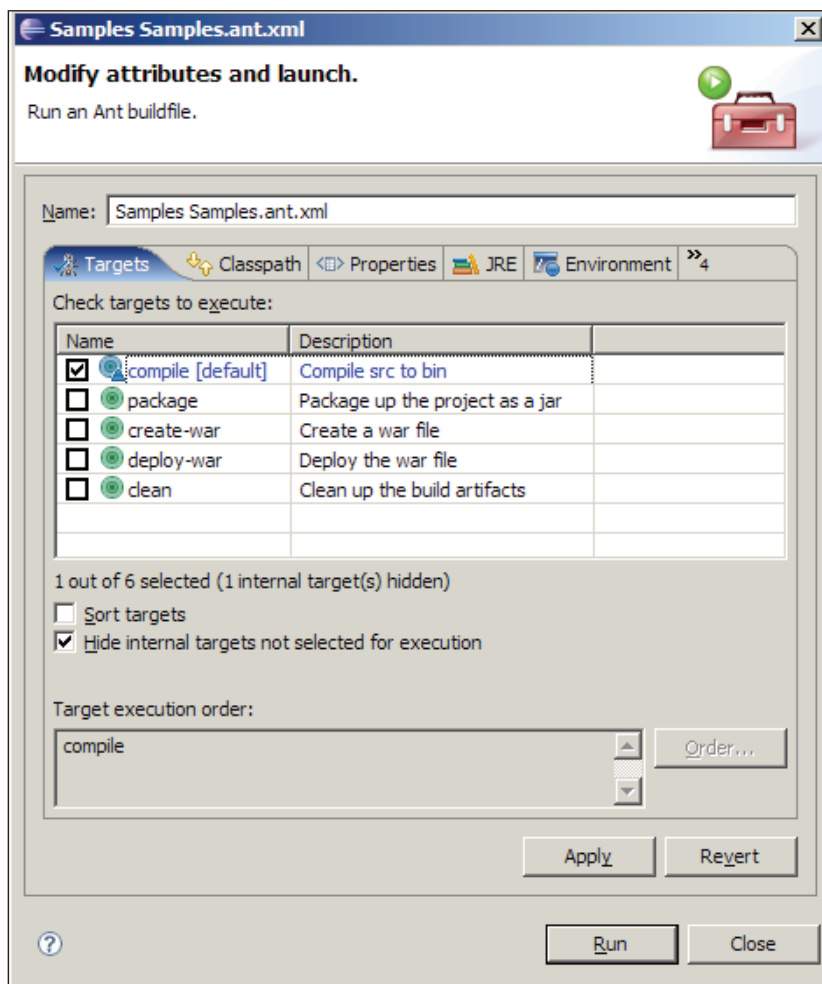 Samples Samples.ant.xml
Modify attributes and launch.
Run an Ant buildfile.
Name: Samples Samples.ant.xml
Targets Classpath Properties JRE Environment »4
Check targets to execute:
Name Description
compile [default] Compile src to bin
package Package up the project as a jar
create-war Create a war file
deploy-war Deploy the war file
clean Clean up the build artifacts
1 out of 6 selected (1 internal target(s) hidden)
Sort targets
Hide internal targets not selected for execution
Target execution order:
compile
Order...
Apply Revert
? Run Close